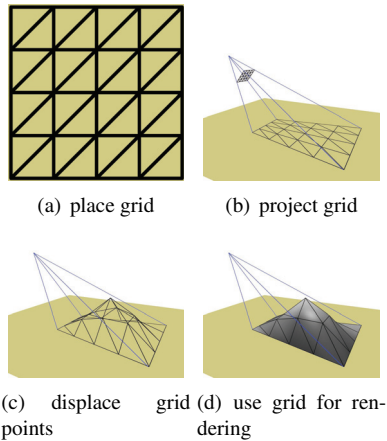 (a) place grid
(b) project grid
(c) displace grid points
(d) use grid for ren-
dering